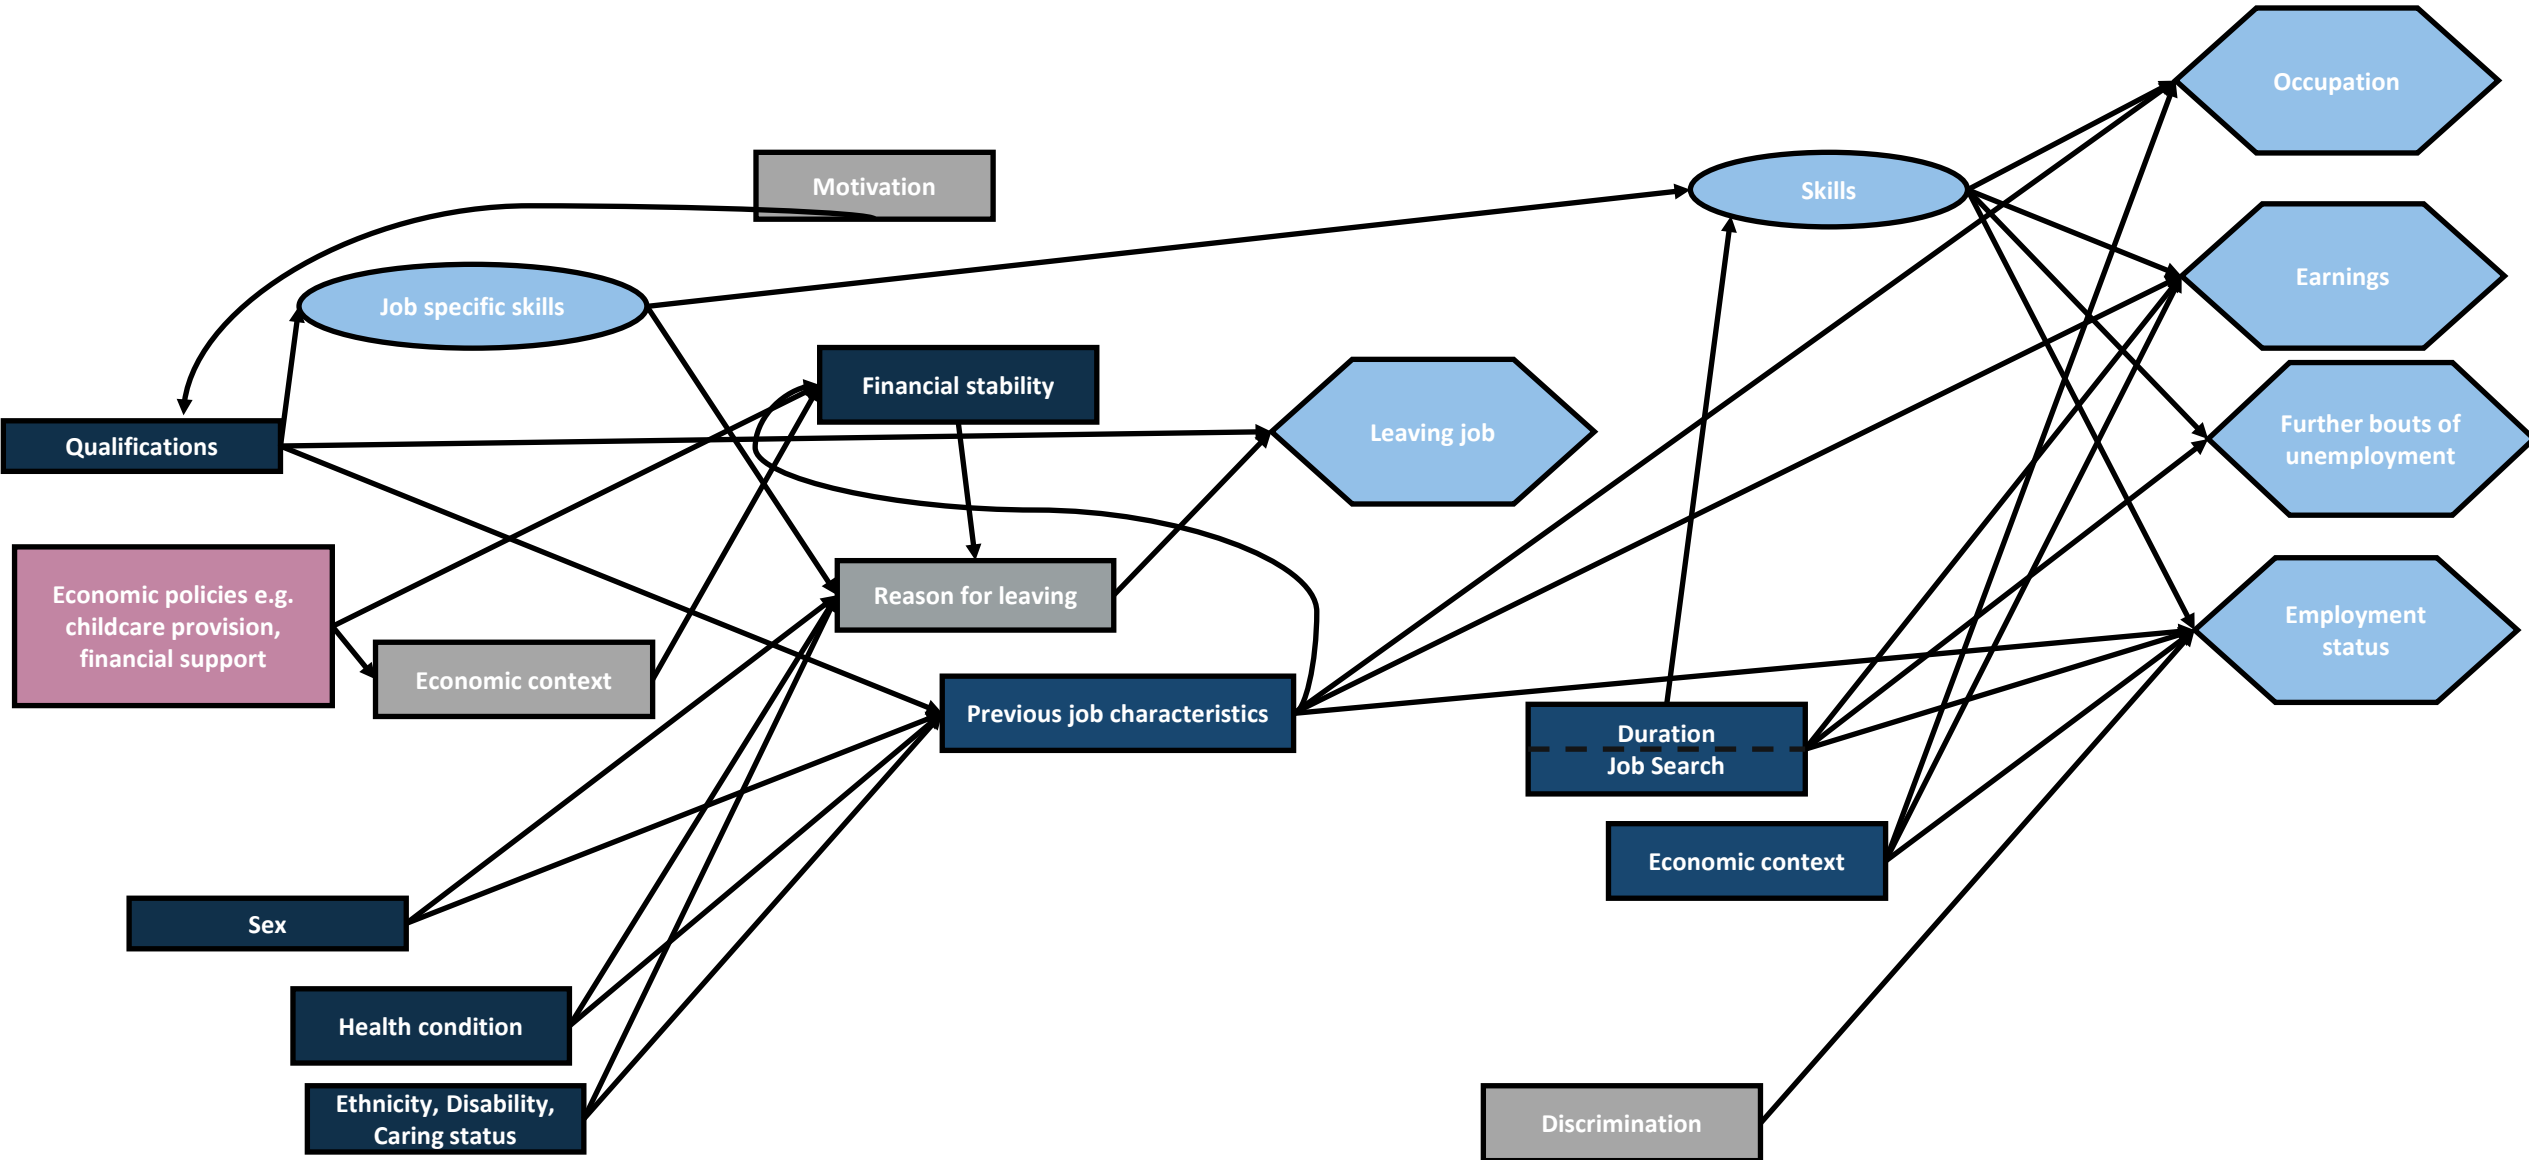 Occupation
Motivation
Skills
Earnings
Job specific skills
Financial stability
Leaving job
Further bouts of
unemployment
Qualifications
Economic policies e.g.
childcare provision,
financial support
Reason for leaving
Employment
status
Economic context
Previous job characteristics
Duration
Job Search
Economic context
Sex
Health condition
Ethnicity, Disability,
Caring status
Discrimination